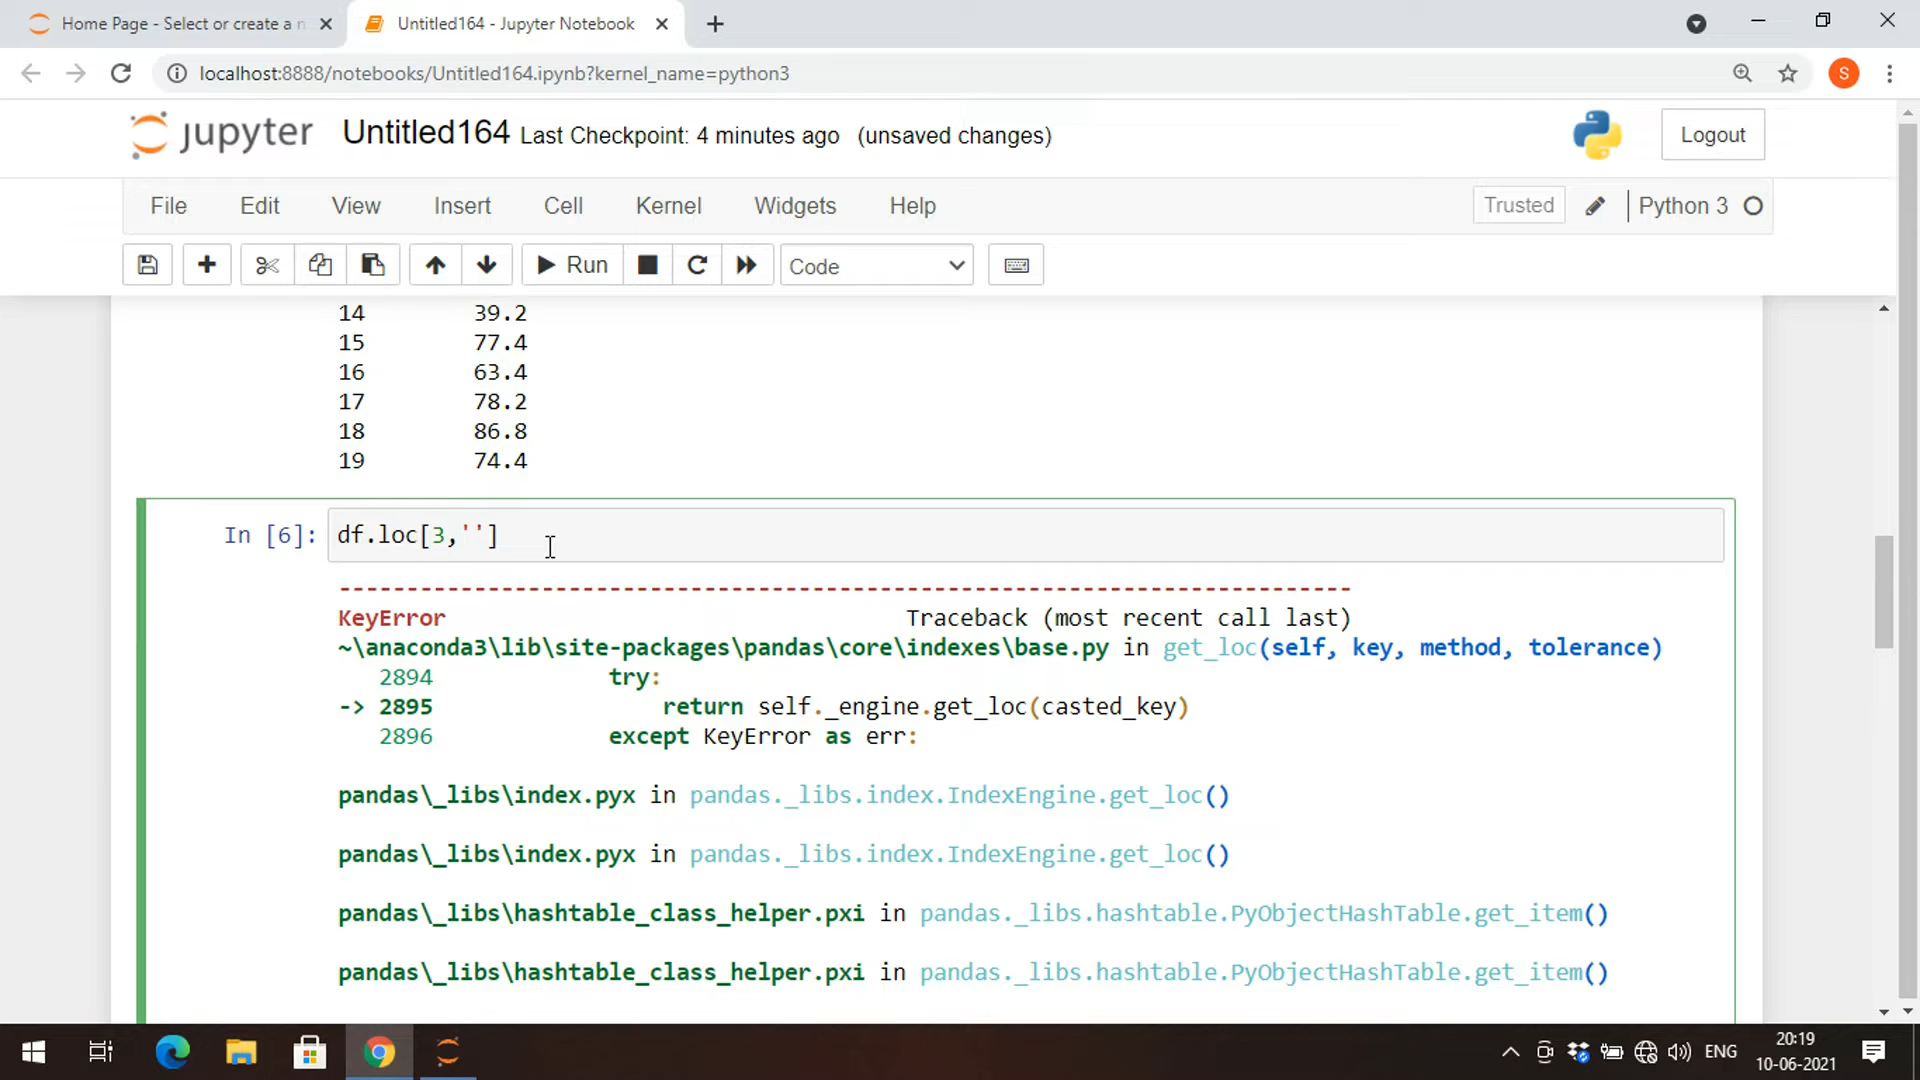 Home Page - Select or create a n
Untitled164 - Jupyter Notebook
localhost:8888/notebooks/Untitled164.ipynb?kernel_name=python3
S
jupyter Untitled164 Last Checkpoint: 4 minutes ago (unsaved changes)
Logout
File Edit View Insert Cell Kernel Widgets Help
Trusted Python 3
Run
Code
14 39.2
15 77.4
16 63.4
17 78.2
18 86.8
19 74.4
In [6]: df.loc[3,'']
---------------------------------------------------------------------------
KeyError Traceback (most recent call last)
~\anaconda3\lib\site-packages\pandas\core\indexes\base.py in get_loc(self, key, method, tolerance)
2894 try:
-> 2895 return self._engine.get_loc(casted_key)
2896 except KeyError as err:
pandas\_libs\index.pyx in pandas._libs.index.IndexEngine.get_loc()
pandas\_libs\index.pyx in pandas._libs.index.IndexEngine.get_loc()
pandas\_libs\hashtable_class_helper.pxi in pandas._libs.hashtable.PyObjectHashTable.get_item()
pandas\_libs\hashtable_class_helper.pxi in pandas._libs.hashtable.PyObjectHashTable.get_item()
ENG
20:19
10-06-2021